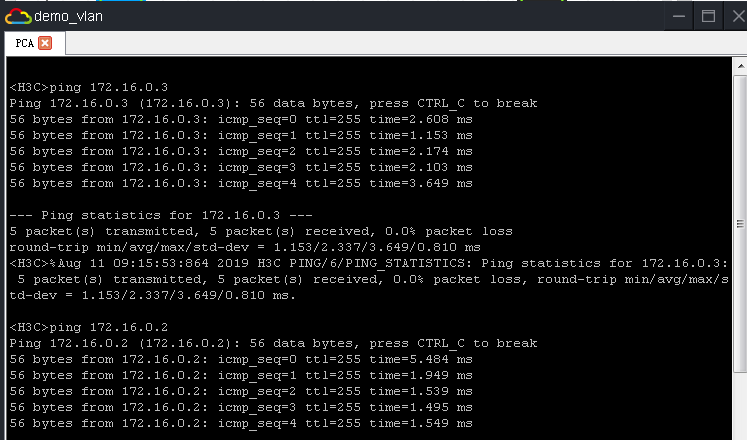 demo_vlan
PCA
<H3C>ping 172.16.0.3
Ping 172.16.0.3 (172.16.0.3): 56 data bytes, press CTRL_C to break
56 bytes from 172.16.0.3: icmp_seq=0 ttl=255 time=2.608 ms
56 bytes from 172.16.0.3: icmp_seq=1 ttl=255 time=1.153 ms
56 bytes from 172.16.0.3: icmp_seq=2 ttl=255 time=2.174 ms
56 bytes from 172.16.0.3: icmp_seq=3 ttl=255 time=2.103 ms
56 bytes from 172.16.0.3: icmp_seq=4 ttl=255 time=3.649 ms
--- Ping statistics for 172.16.0.3 ---
5 packet(s) transmitted, 5 packet(s) received, 0.0% packet loss
round-trip min/avg/max/std-dev = 1.153/2.337/3.649/0.810 ms
<H3C>%Aug 11 09:15:53:864 2019 H3C PING/6/PING_STATISTICS: Ping statistics for 172.16.0.3:
5 packet(s) transmitted, 5 packet(s) received, 0.0% packet loss, round-trip min/avg/max/s
td-dev = 1.153/2.337/3.649/0.810 ms.
<H3C>ping 172.16.0.2
Ping 172.16.0.2 (172.16.0.2): 56 data bytes, press CTRL_C to break
56 bytes from 172.16.0.2: icmp_seq=0 ttl=255 time=5.484 ms
56 bytes from 172.16.0.2: icmp_seq=1 ttl=255 time=1.949 ms
56 bytes from 172.16.0.2: icmp_seq=2 ttl=255 time=1.539 ms
56 bytes from 172.16.0.2: icmp_seq=3 ttl=255 time=1.495 ms
56 bytes from 172.16.0.2: icmp_seq=4 ttl=255 time=1.549 ms